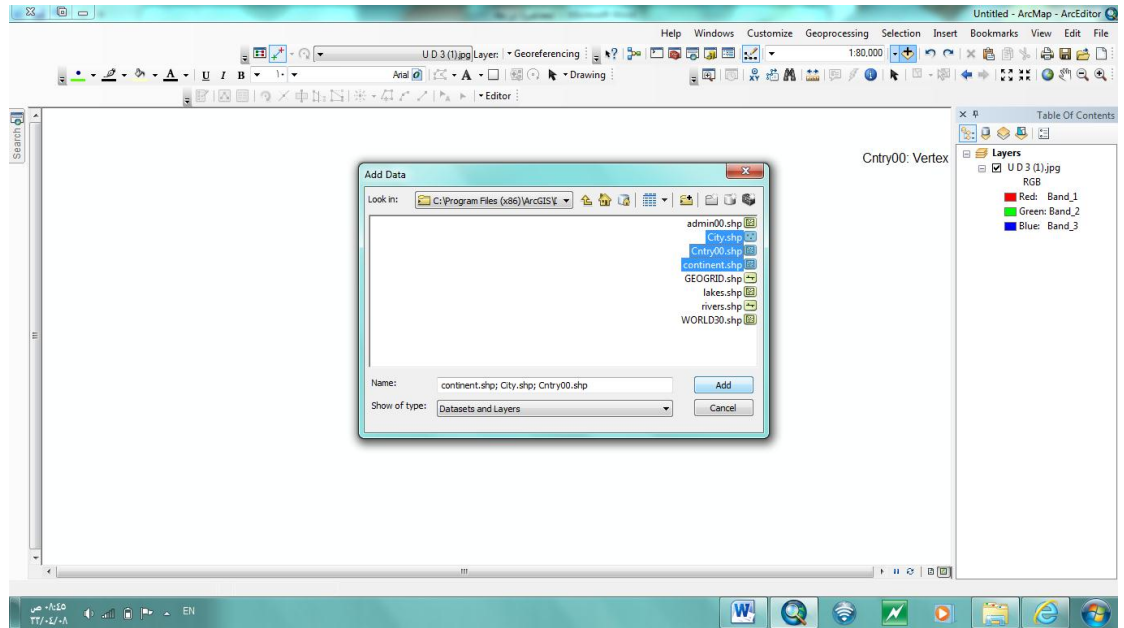 Untitled - ArcMap - ArcEditor
Help Windows Customize Geoprocessing Selection Insert Bookmarks View Edit File
U D 3 (1).jpg Layer: Georeferencing 1:80,000
U I B Arial A Drawing
Editor
Search
Table Of Contents
Cntry00: Vertex
Layers
U D 3 (1).jpg
RGB
Red: Band_1
Green: Band_2
Blue: Band_3
Add Data
Look in: C:\Program Files (x86)\ArcGIS\
admin00.shp
City.shp
Cntry00.shp
continent.shp
GEOGRID.shp
lakes.shp
rivers.shp
WORLD30.shp
Name: continent.shp; City.shp; Cntry00.shp Add
Show of type: Datasets and Layers Cancel
٠٨:٤٥ ص EN